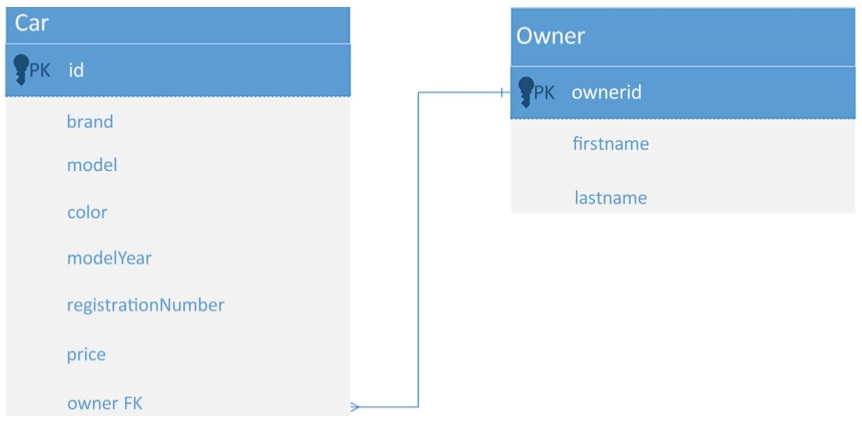 Car
PK id
brand
model
color
modelYear
registrationNumber
price
owner FK
Owner
PK ownerid
firstname
lastname